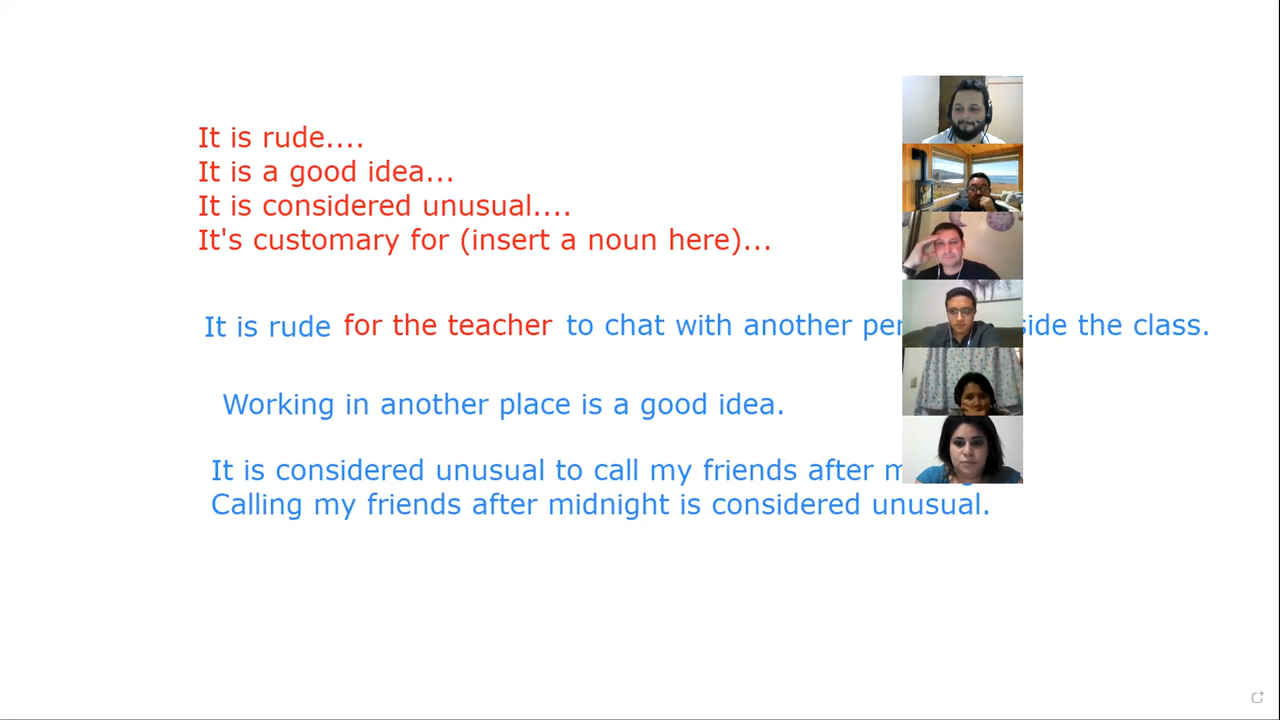 It is rude....
It is a good idea...
It is considered unusual....
It's customary for (insert a noun here)...
It is rude for the teacher to chat with another side the class.
Working in another place is a good idea.
It is considered unusual to call my friends after
Calling my friends after midnight is considered unusual.